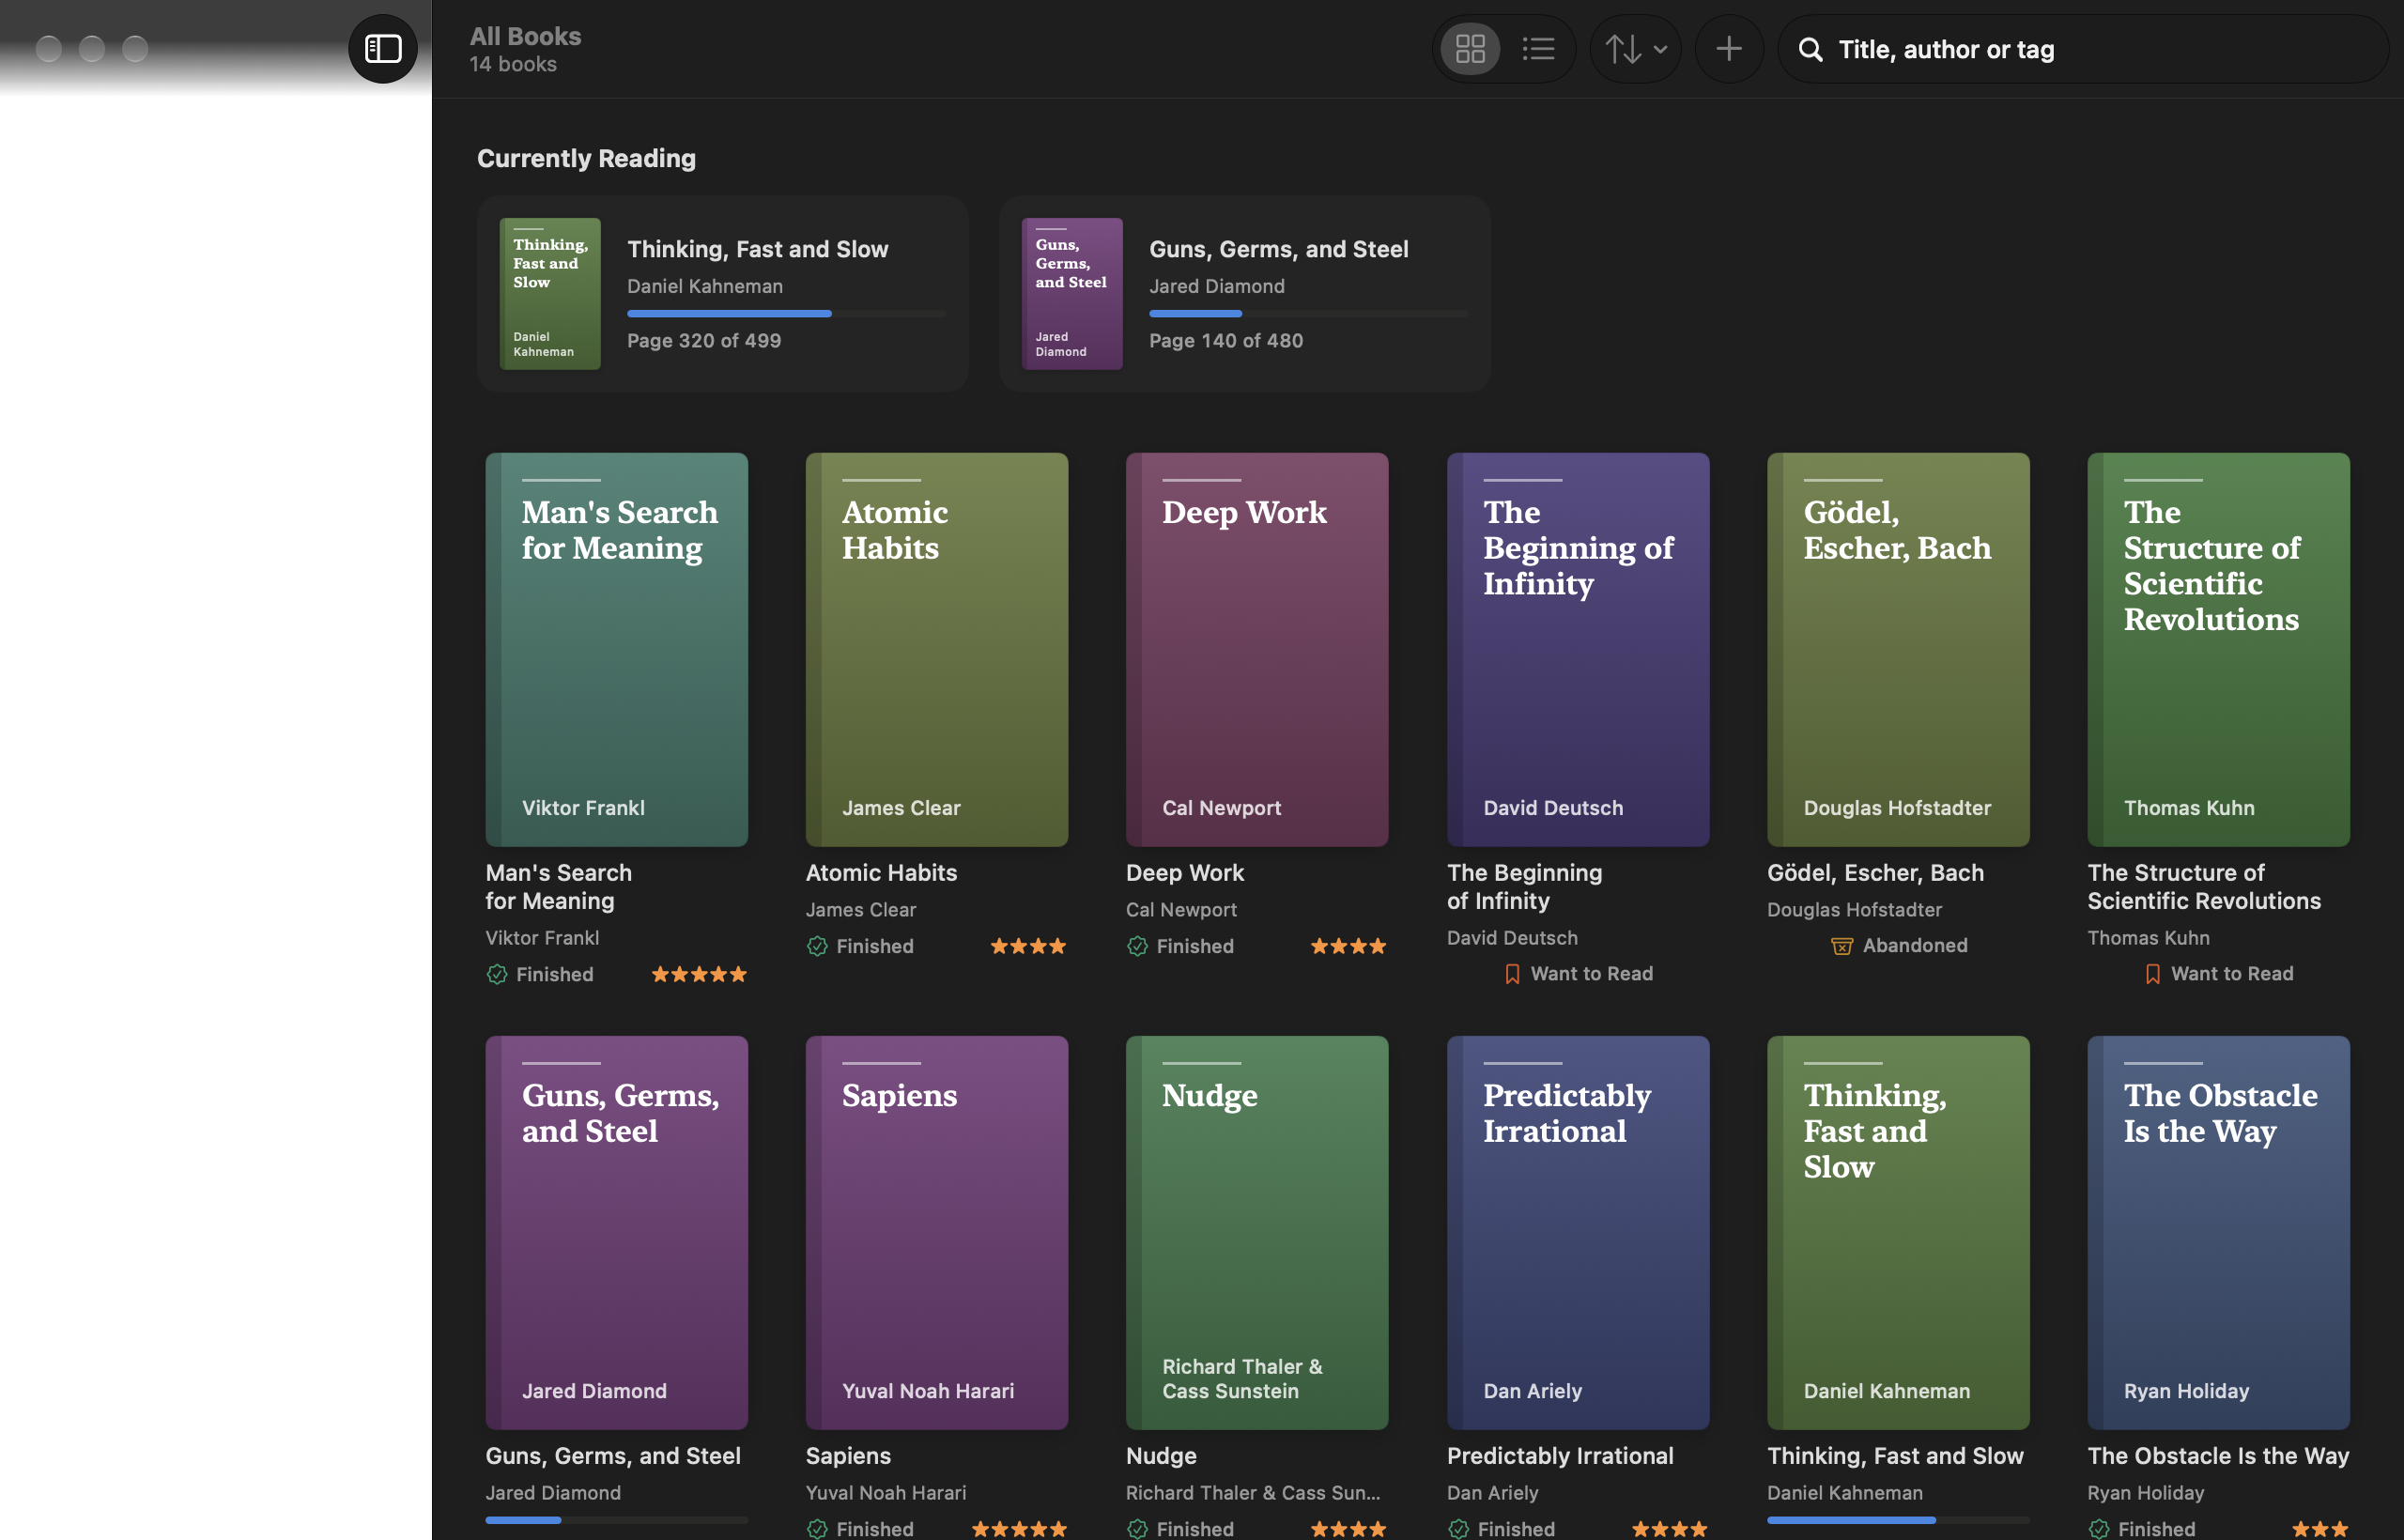 All Books
14 books
Title, author or tag
Currently Reading
Thinking,
Fast and
Slow
Daniel
Kahneman
Thinking, Fast and Slow
Daniel Kahneman
Page 320 of 499
Guns,
Germs,
and Steel
Jared
Diamond
Guns, Germs, and Steel
Jared Diamond
Page 140 of 480
Man's Search
for Meaning
Viktor Frankl
Man's Search
for Meaning
Viktor Frankl
Finished
Atomic
Habits
James Clear
Atomic Habits
James Clear
Finished
Deep Work
Cal Newport
Deep Work
Cal Newport
Finished
The
Beginning of
Infinity
David Deutsch
The Beginning
of Infinity
David Deutsch
Want to Read
Gödel,
Escher, Bach
Douglas Hofstadter
Gödel, Escher, Bach
Douglas Hofstadter
Abandoned
The
Structure of
Scientific
Revolutions
Thomas Kuhn
The Structure of
Scientific Revolutions
Thomas Kuhn
Want to Read
Guns, Germs,
and Steel
Jared Diamond
Guns, Germs, and Steel
Jared Diamond
Sapiens
Yuval Noah Harari
Sapiens
Yuval Noah Harari
Finished
Nudge
Richard Thaler &
Cass Sunstein
Nudge
Richard Thaler & Cass Sun...
Finished
Predictably
Irrational
Dan Ariely
Predictably Irrational
Dan Ariely
Finished
Thinking,
Fast and
Slow
Daniel Kahneman
Thinking, Fast and Slow
Daniel Kahneman
The Obstacle
Is the Way
Ryan Holiday
The Obstacle Is the Way
Ryan Holiday
Finished